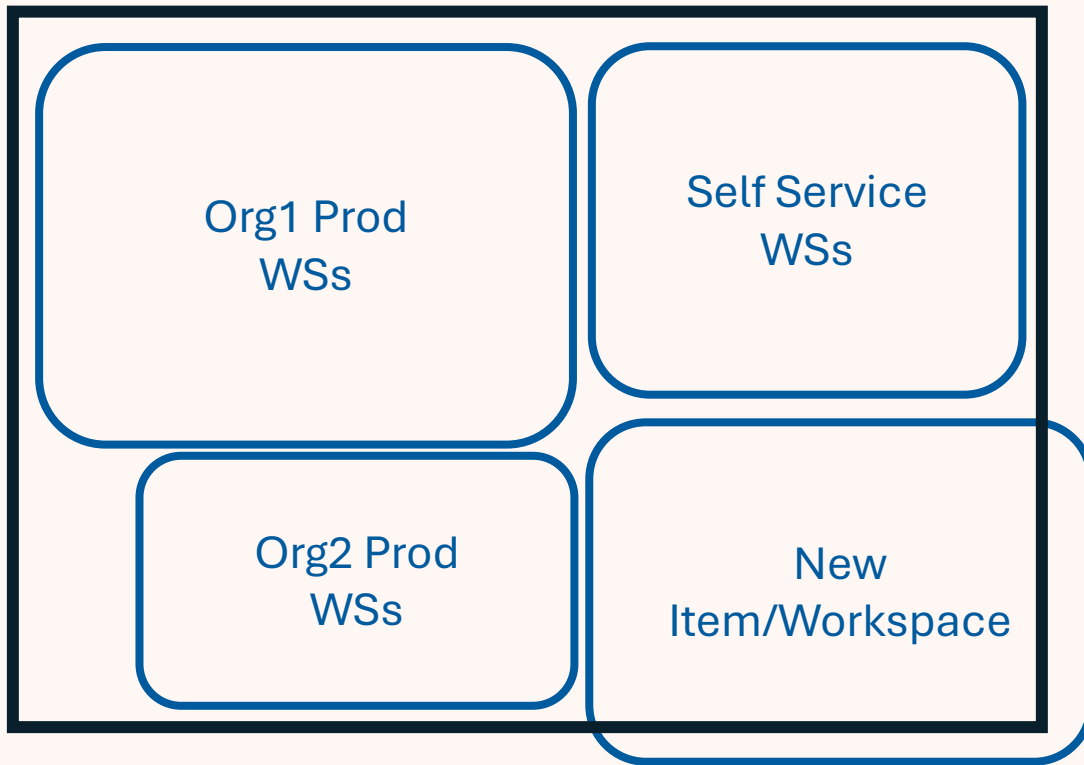 Org1 Prod
WSs
Self Service
WSs
Org2 Prod
WSs
New
Item/Workspace